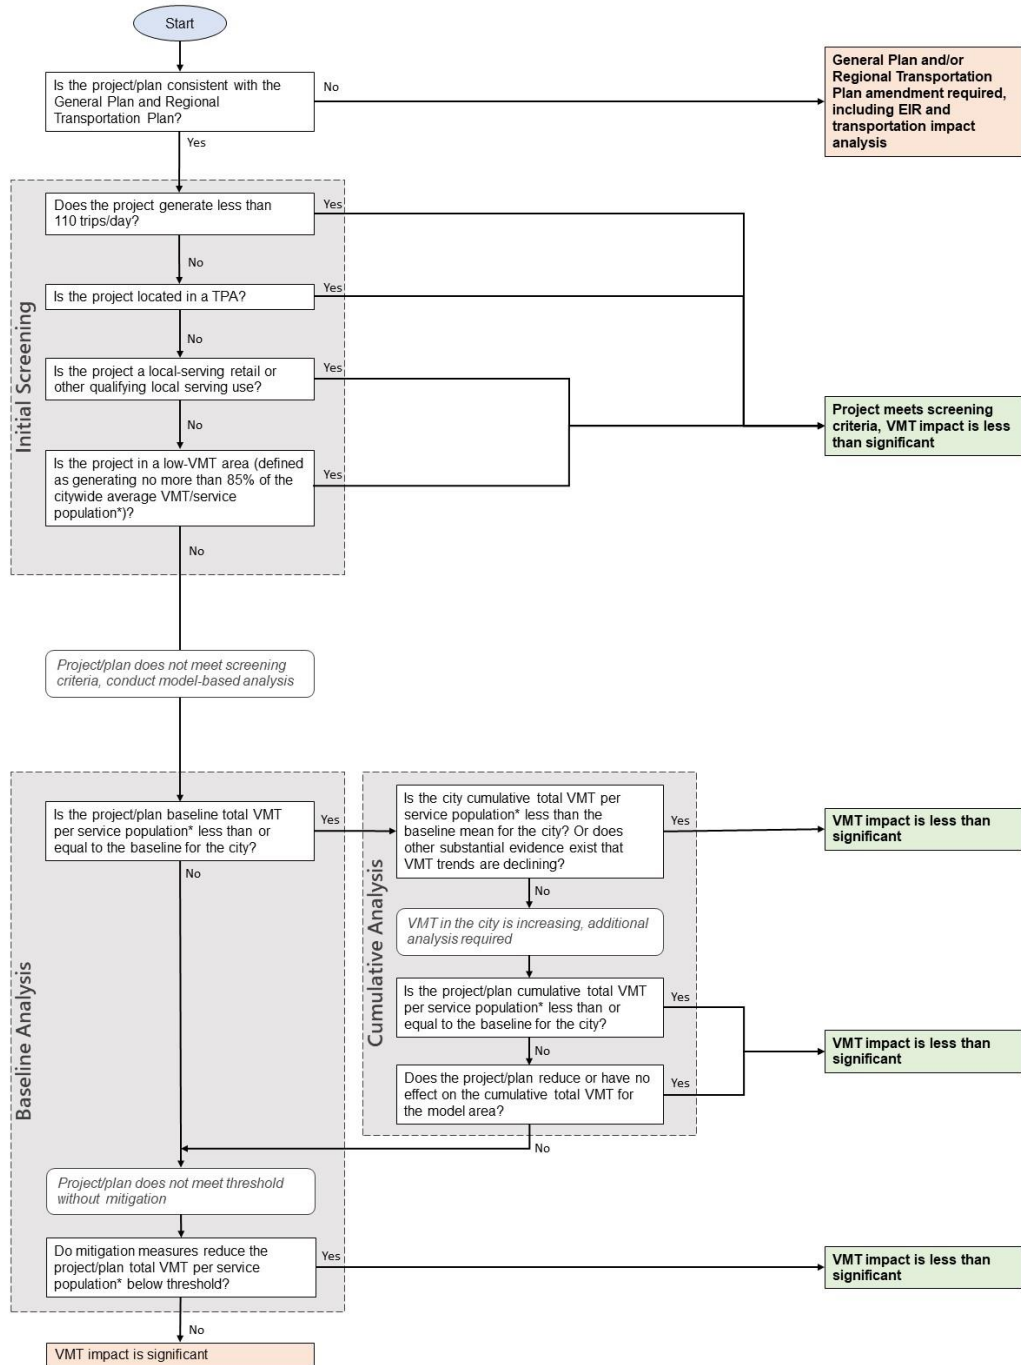 Start
Is the project/plan consistent with the
General Plan and Regional
Transportation Plan?
No
General Plan and/or
Regional Transportation
Plan amendment required,
including EIR and
transportation impact
analysis
Yes
Initial Screening
Does the project generate less than
110 trips/day?
Yes
No
Is the project located in a TPA?
Yes
No
Is the project a local-serving retail or
other qualifying local serving use?
Yes
No
Is the project in a low-VMT area (defined
as generating no more than 85% of the
citywide average VMT/service
population*)?
Yes
No
Project meets screening
criteria, VMT impact is less
than significant
Project/plan does not meet screening
criteria, conduct model-based analysis
Baseline Analysis
Is the project/plan baseline total VMT
per service population* less than or
equal to the baseline for the city?
Yes
No
Cumulative Analysis
Is the city cumulative total VMT per
service population* less than the
baseline mean for the city? Or does
other substantial evidence exist that
VMT trends are declining?
Yes
VMT impact is less than
significant
No
VMT in the city is increasing, additional
analysis required
Is the project/plan cumulative total VMT
per service population* less than or
equal to the baseline for the city?
Yes
No
Does the project/plan reduce or have no
effect on the cumulative total VMT for
the model area?
Yes
VMT impact is less than
significant
No
Project/plan does not meet threshold
without mitigation
Do mitigation measures reduce the
project/plan total VMT per service
population* below threshold?
Yes
VMT impact is less than
significant
No
VMT impact is significant